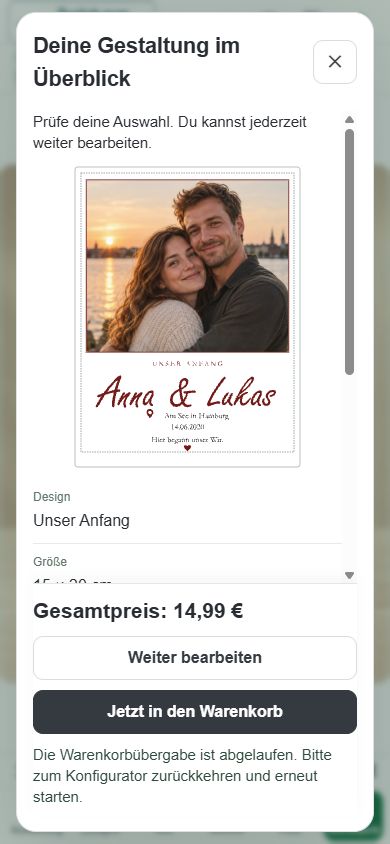 Deine Gestaltung im
Überblick
Prüfe deine Auswahl. Du kannst jederzeit
weiter bearbeiten.
UNSER ANFANG
Anna & Lukas
Am See in Hamburg
14.06.2020
Hier begann unser Wir.
Design
Unser Anfang
Größe
Gesamtpreis: 14,99 €
Weiter bearbeiten
Jetzt in den Warenkorb
Die Warenkorbübergabe ist abgelaufen. Bitte
zum Konfigurator zurückkehren und erneut
starten.